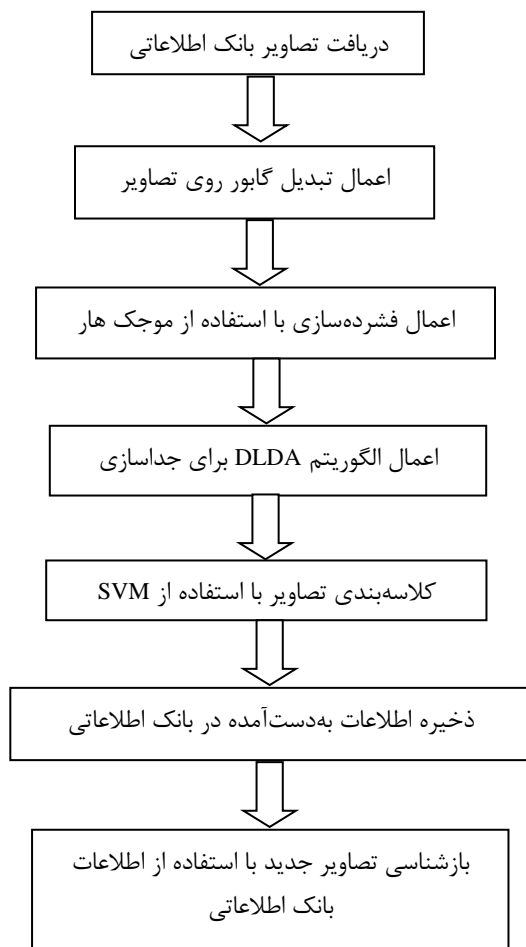 دریافت تصاویر بانک اطلاعاتی
اعمال تبدیل گابور روی تصاویر
اعمال فشرده‌سازی با استفاده از موجک هار
اعمال الگوریتم DLDA برای جداسازی
کلاسه‌بندی تصاویر با استفاده از SVM
ذخیره اطلاعات به‌دست‌آمده در بانک اطلاعاتی
بازشناسی تصاویر جدید با استفاده از اطلاعات
بانک اطلاعاتی